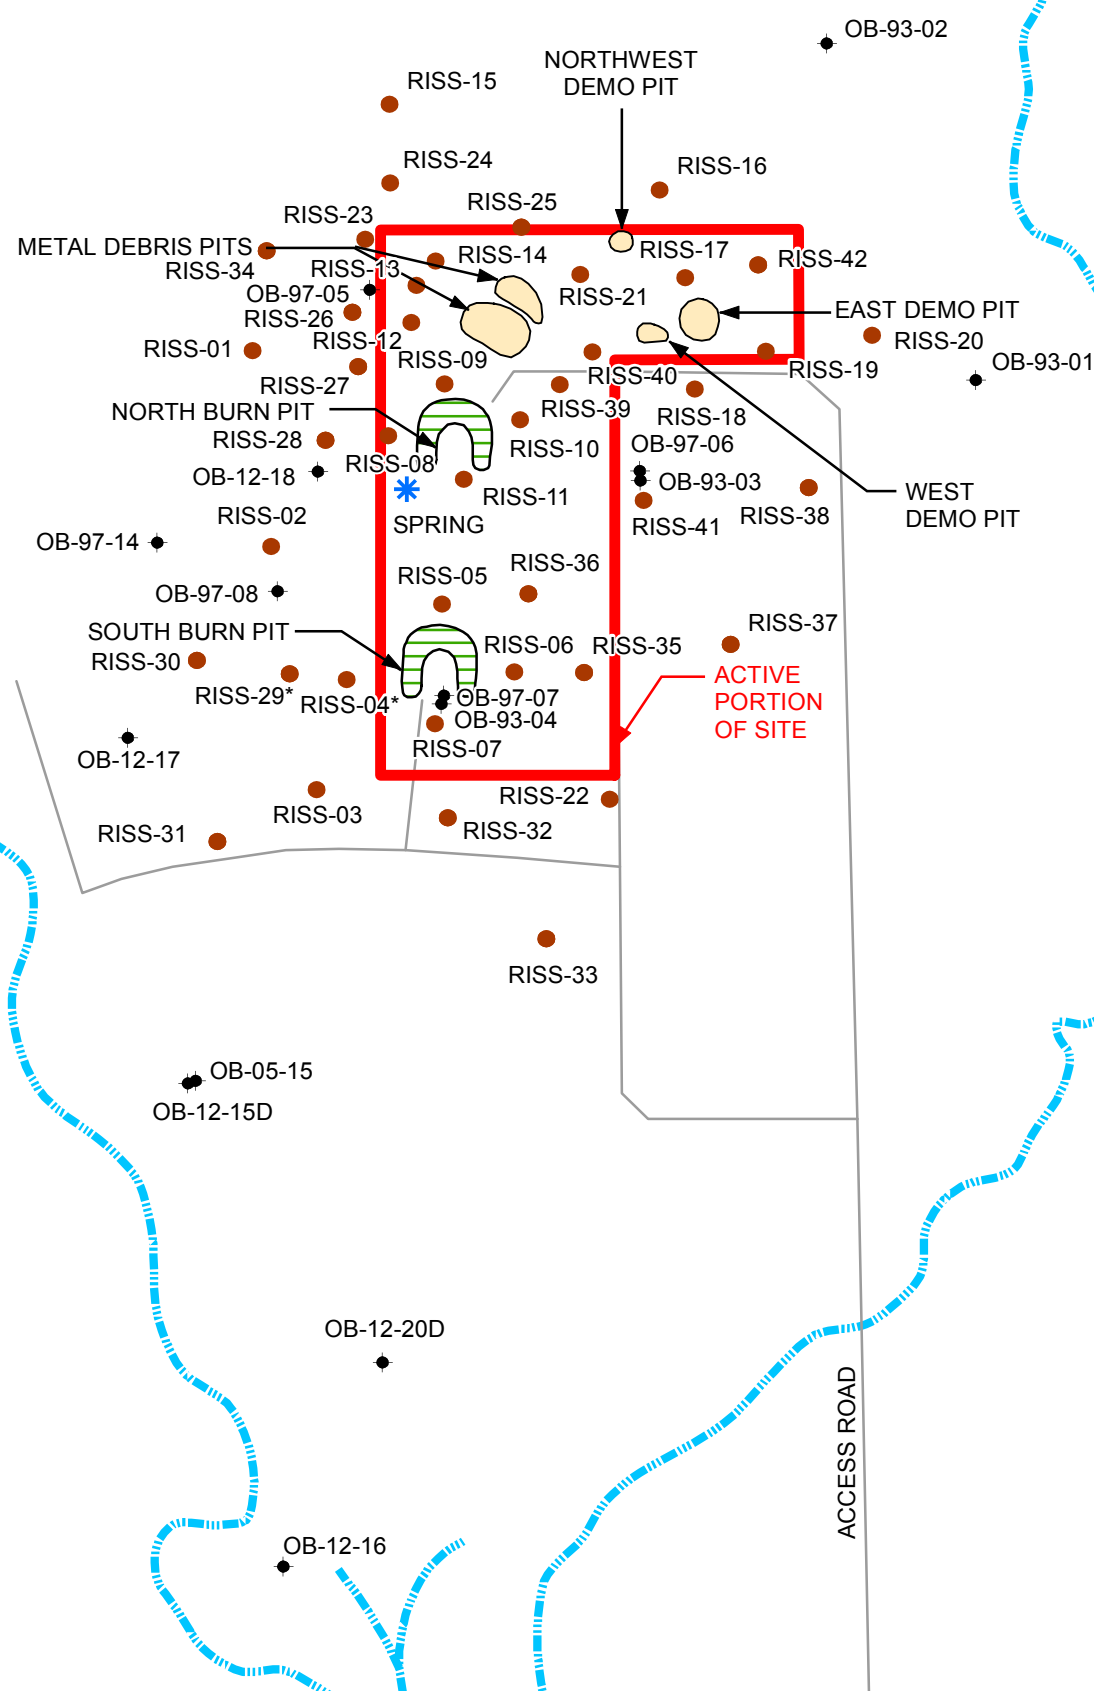 OB-93-02
NORTHWEST
DEMO PIT
RISS-15
RISS-24
RISS-16
RISS-25
RISS-23
METAL DEBRIS PITS
RISS-14
RISS-17
RISS-42
RISS-34
RISS-13
OB-97-05
RISS-21
RISS-26
EAST DEMO PIT
RISS-12
RISS-20
RISS-01
RISS-09
OB-93-01
RISS-19
RISS-27
RISS-40
RISS-39
RISS-18
NORTH BURN PIT
RISS-28
RISS-10
OB-97-06
RISS-08
OB-12-18
OB-93-03
RISS-11
WEST
DEMO PIT
RISS-02
SPRING
RISS-41
RISS-38
OB-97-14
RISS-36
RISS-05
OB-97-08
RISS-37
SOUTH BURN PIT
RISS-06
RISS-35
RISS-30
ACTIVE
PORTION
OF SITE
RISS-29*
RISS-04*
OB-97-07
OB-93-04
RISS-07
OB-12-17
RISS-22
RISS-03
RISS-32
RISS-31
RISS-33
OB-05-15
OB-12-15D
OB-12-20D
ACCESS ROAD
OB-12-16